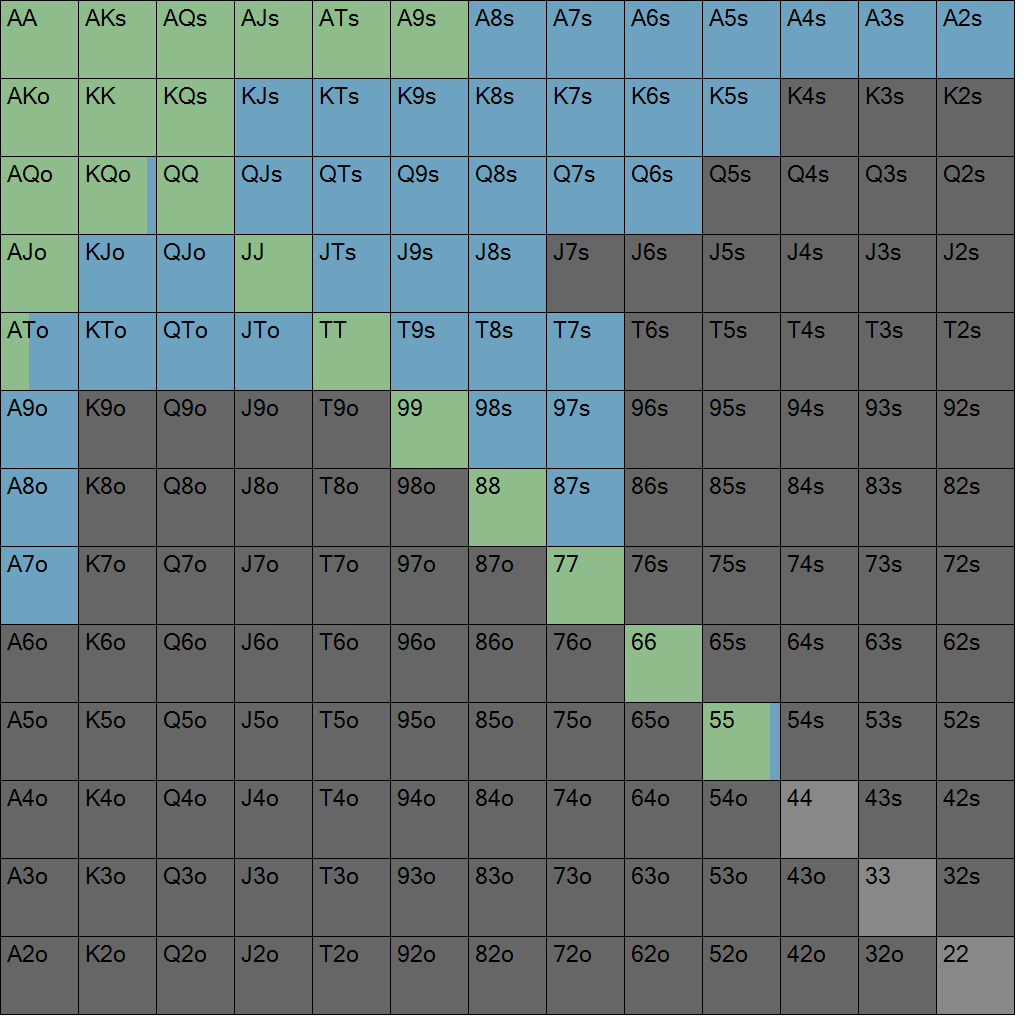 AA AKs AQs AJs ATs A9s A8s A7s A6s A5s A4s A3s A2s
AKo KK KQs KJs KTs K9s K8s K7s K6s K5s K4s K3s K2s
AQo KQo QQ QJs QTs Q9s Q8s Q7s Q6s Q5s Q4s Q3s Q2s
AJo KJo QJo JJ JTs J9s J8s J7s J6s J5s J4s J3s J2s
ATo KTo QTo JTo TT T9s T8s T7s T6s T5s T4s T3s T2s
A9o K9o Q9o J9o T9o 99 98s 97s 96s 95s 94s 93s 92s
A8o K8o Q8o J8o T8o 98o 88 87s 86s 85s 84s 83s 82s
A7o K7o Q7o J7o T7o 97o 87o 77 76s 75s 74s 73s 72s
A6o K6o Q6o J6o T6o 96o 86o 76o 66 65s 64s 63s 62s
A5o K5o Q5o J5o T5o 95o 85o 75o 65o 55 54s 53s 52s
A4o K4o Q4o J4o T4o 94o 84o 74o 64o 54o 44 43s 42s
A3o K3o Q3o J3o T3o 93o 83o 73o 63o 53o 43o 33 32s
A2o K2o Q2o J2o T2o 92o 82o 72o 62o 52o 42o 32o 22